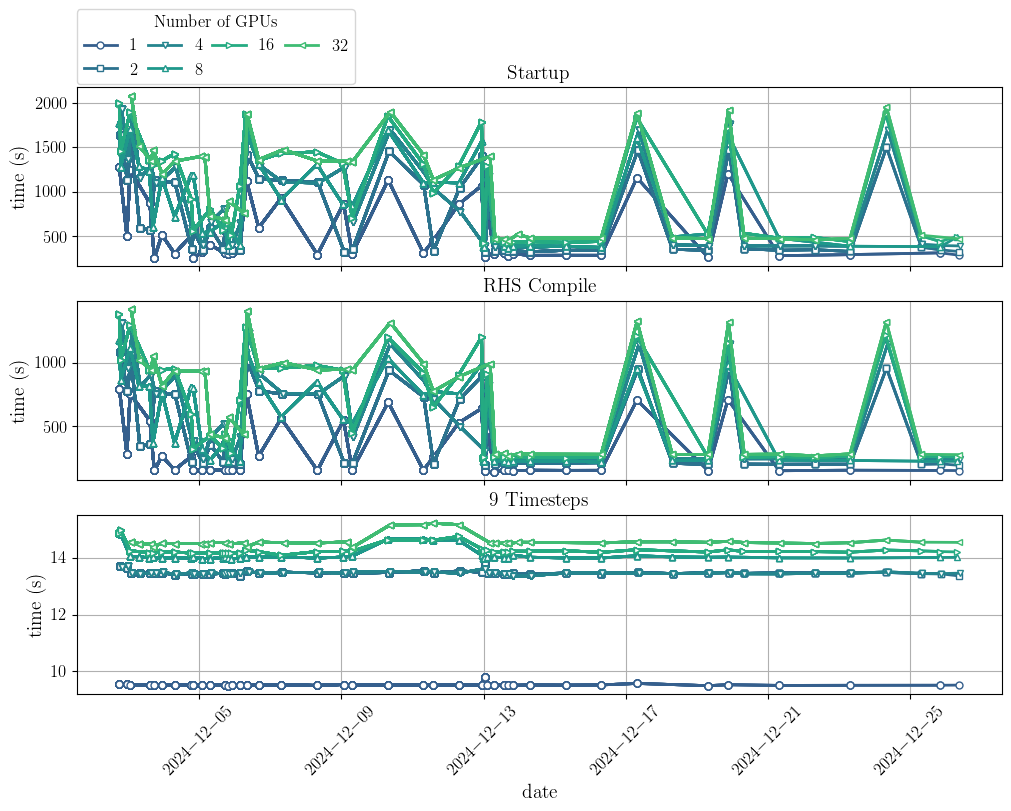 Number of GPUs
1 4 16 32
2 8
Startup
time (s)
2000
1500
1000
500
RHS Compile
time (s)
1000
500
9 Timesteps
time (s)
14
12
10
2024−12−05 2024−12−09 2024−12−13 2024−12−17 2024−12−21 2024−12−25
date